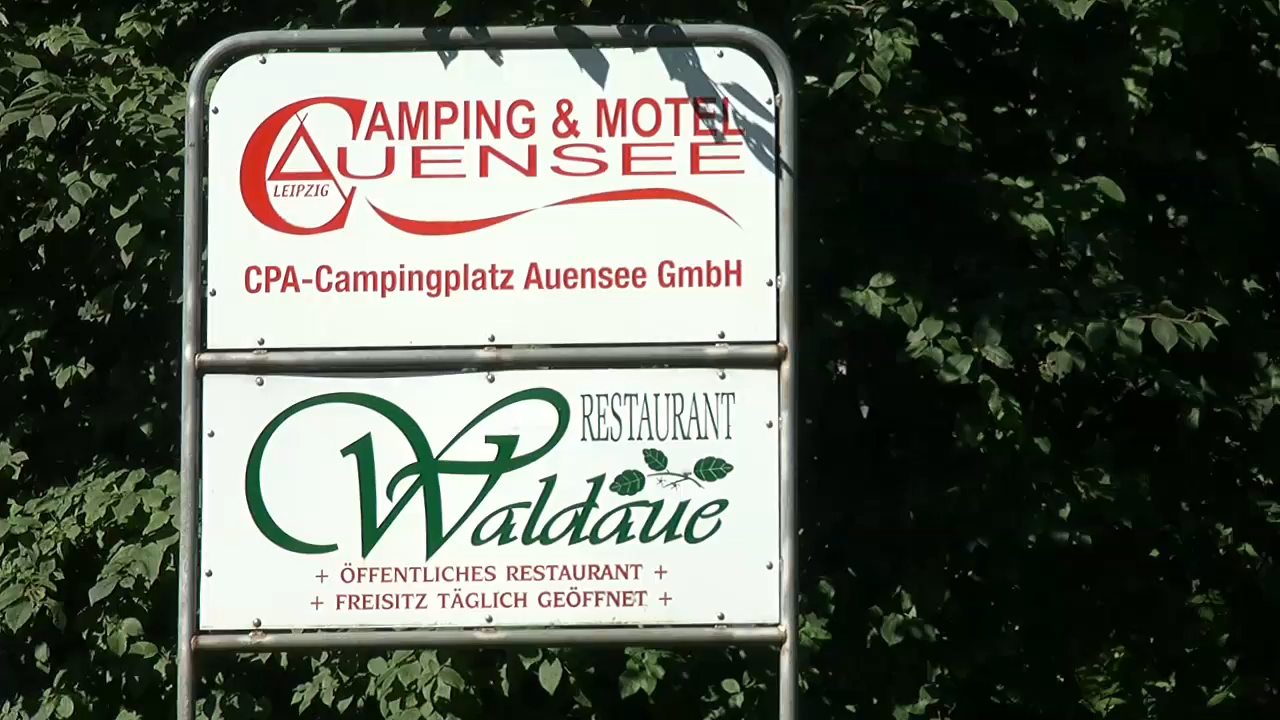 CAMPING & MOTEL
AUENSEE
LEIPZIG
CPA-Campingplatz Auensee GmbH
RESTAURANT
Waldaue
+ ÖFFENTLICHES RESTAURANT +
+ FREISITZ TÄGLICH GEÖFFNET +